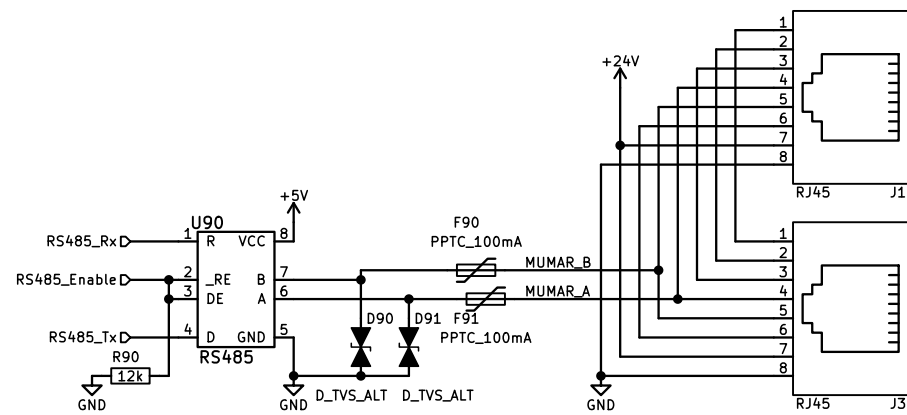 1
2
3
4
5
6
7
8
RJ45 J1
+24V
+5V
U90
RS485_Rx 1 R VCC 8
RS485_Enable 2 _RE B 7
3 DE A 6
RS485_Tx 4 D GND 5
RS485
R90
12k
GND
GND
D90
D91
D_TVS_ALT D_TVS_ALT
F90
PPTC_100mA
MUMAR_B
MUMAR_A
F91
PPTC_100mA
GND
1
2
3
4
5
6
7
8
RJ45 J3